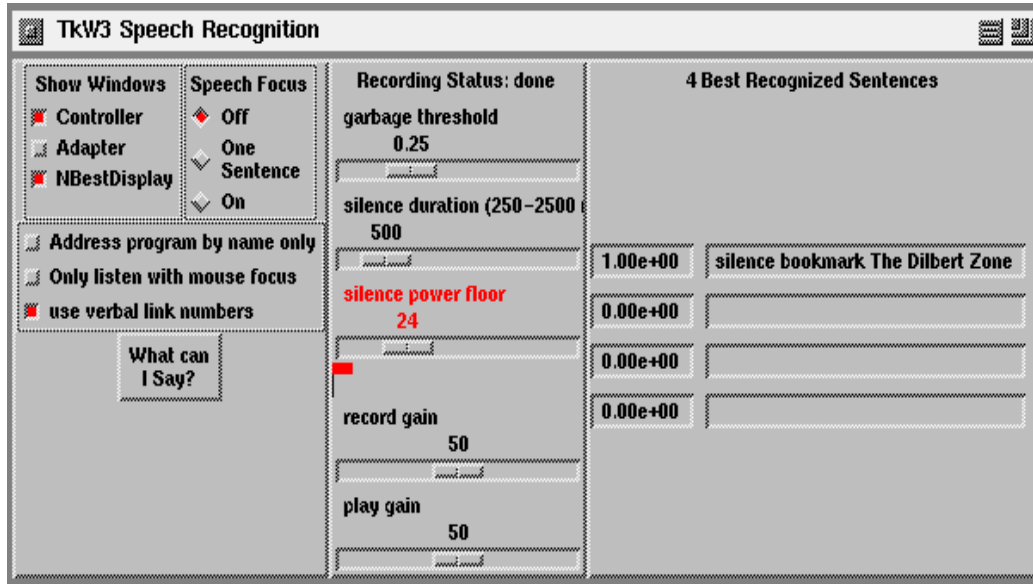 TkW3 Speech Recognition
Show Windows
Controller
Adapter
NBestDisplay
Speech Focus
Off
One
Sentence
On
Address program by name only
Only listen with mouse focus
use verbal link numbers
What can
I Say?
Recording Status: done
garbage threshold
0.25
silence duration (250-2500
500
silence power floor
24
record gain
50
play gain
50
4 Best Recognized Sentences
1.00e+00 silence bookmark The Dilbert Zone
0.00e+00
0.00e+00
0.00e+00